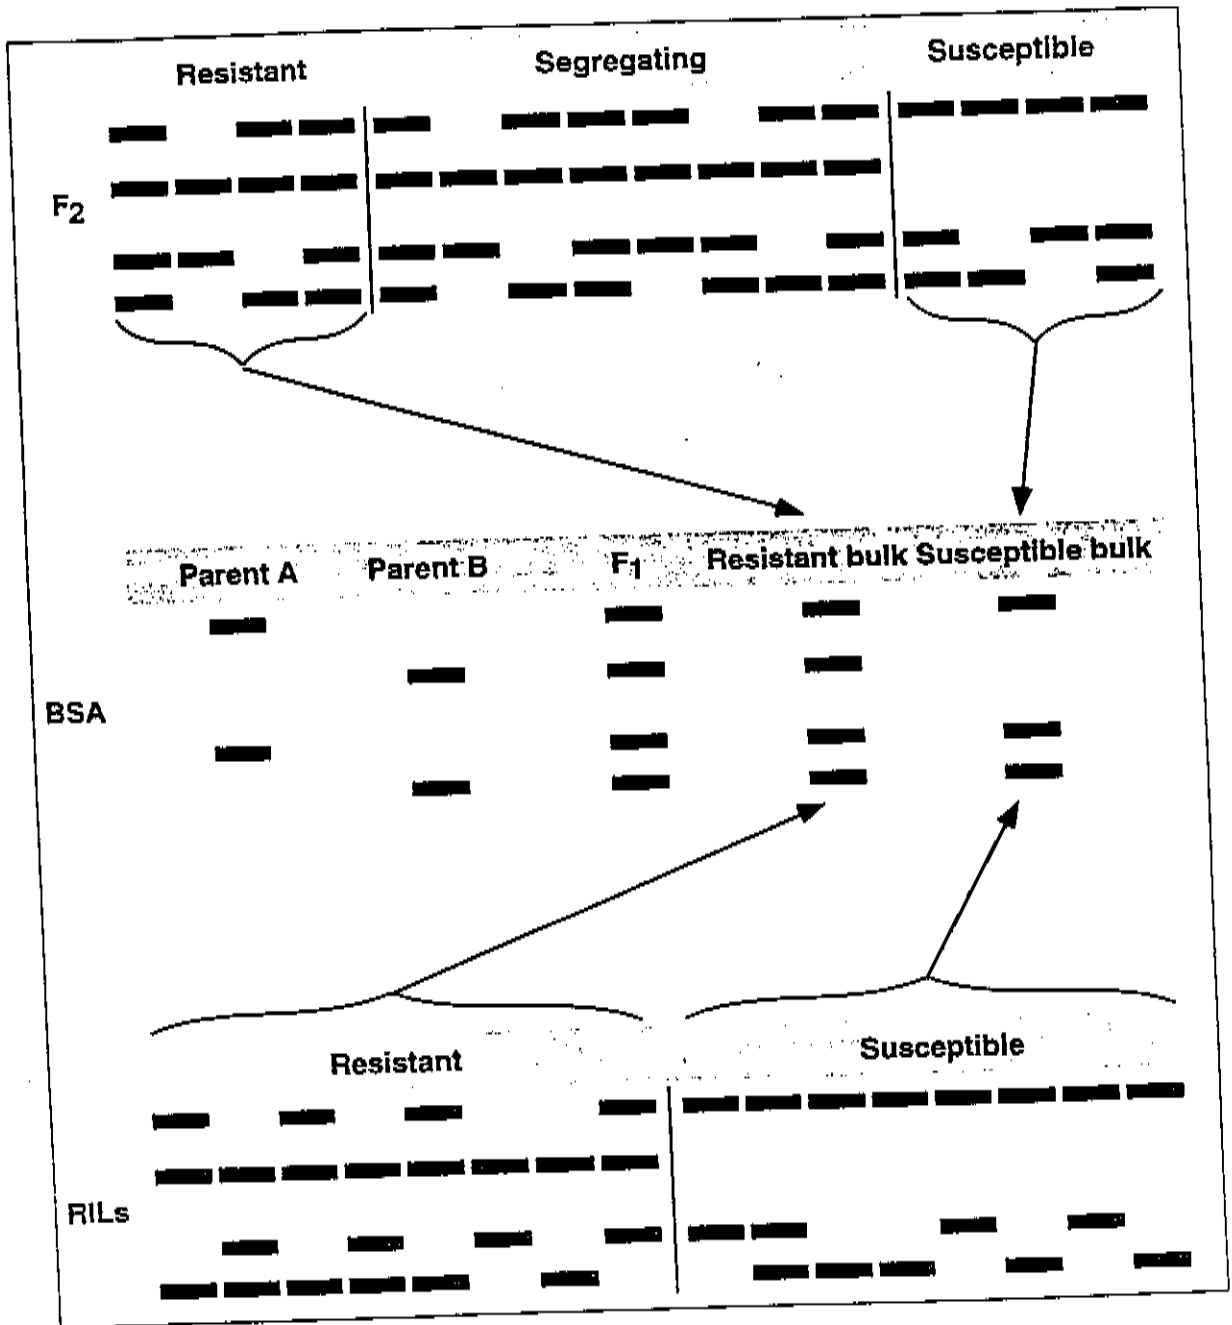 Resistant Segregating Susceptible
F2
Parent A Parent B F1 Resistant bulk Susceptible bulk
BSA
Resistant Susceptible
RILs